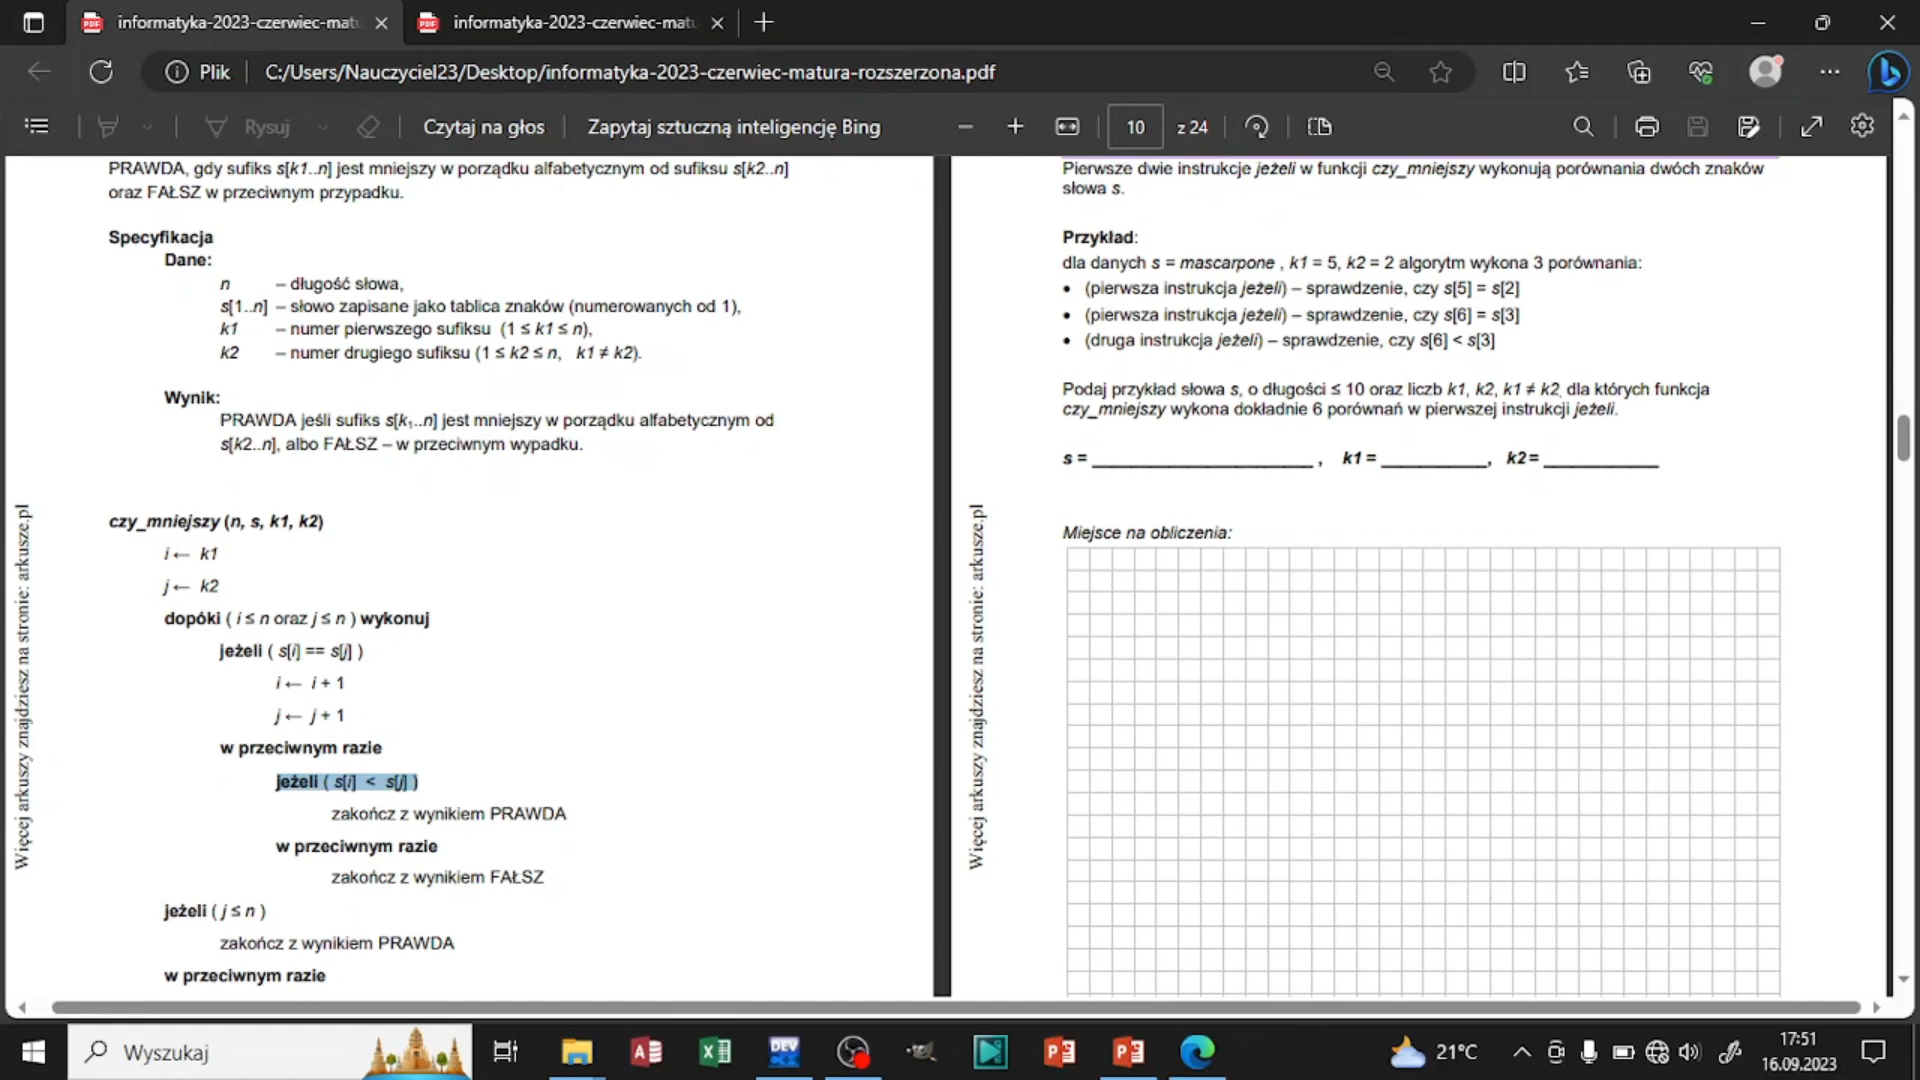 informatyka-2023-czerwiec-matu
informatyka-2023-czerwiec-matu
Plik
C:/Users/Nauczyciel23/Desktop/informatyka-2023-czerwiec-matura-rozszerzona.pdf
Rysuj
Czytaj na głos
Zapytaj sztuczną inteligencję Bing
10
z 24
PRAWDA, gdy sufiks s[k1..n] jest mniejszy w porządku alfabetycznym od sufiksu s[k2..n]
oraz FAŁSZ w przeciwnym przypadku.
Specyfikacja
Dane:
n – długość słowa,
s[1..n] – słowo zapisane jako tablica znaków (numerowanych od 1),
k1 – numer pierwszego sufiksu (1 ≤ k1 ≤ n),
k2 – numer drugiego sufiksu (1 ≤ k2 ≤ n, k1 ≠ k2).
Wynik:
PRAWDA jeśli sufiks s[k₁..n] jest mniejszy w porządku alfabetycznym od
s[k2..n], albo FAŁSZ – w przeciwnym wypadku.
czy_mniejszy (n, s, k1, k2)
i ← k1
j ← k2
dopóki ( i ≤ n oraz j ≤ n ) wykonuj
jeżeli ( s[i] == s[j] )
i ← i + 1
j ← j + 1
w przeciwnym razie
jeżeli ( s[i] < s[j] )
zakończ z wynikiem PRAWDA
w przeciwnym razie
zakończ z wynikiem FAŁSZ
jeżeli ( j ≤ n )
zakończ z wynikiem PRAWDA
w przeciwnym razie
Więcej arkuszy znajdziesz na stronie: arkusze.pl
Pierwsze dwie instrukcje jeżeli w funkcji czy_mniejszy wykonują porównania dwóch znaków
słowa s.
Przykład:
dla danych s = mascarpone , k1 = 5, k2 = 2 algorytm wykona 3 porównania:
• (pierwsza instrukcja jeżeli) – sprawdzenie, czy s[5] = s[2]
• (pierwsza instrukcja jeżeli) – sprawdzenie, czy s[6] = s[3]
• (druga instrukcja jeżeli) – sprawdzenie, czy s[6] < s[3]
Podaj przykład słowa s, o długości ≤ 10 oraz liczb k1, k2, k1 ≠ k2, dla których funkcja
czy_mniejszy wykona dokładnie 6 porównań w pierwszej instrukcji jeżeli.
s = ______________________ , k1 = ___________, k2= ____________
Miejsce na obliczenia:
Więcej arkuszy znajdziesz na stronie: arkusze.pl
Wyszukaj
DEV
21°C
17:51
16.09.2023